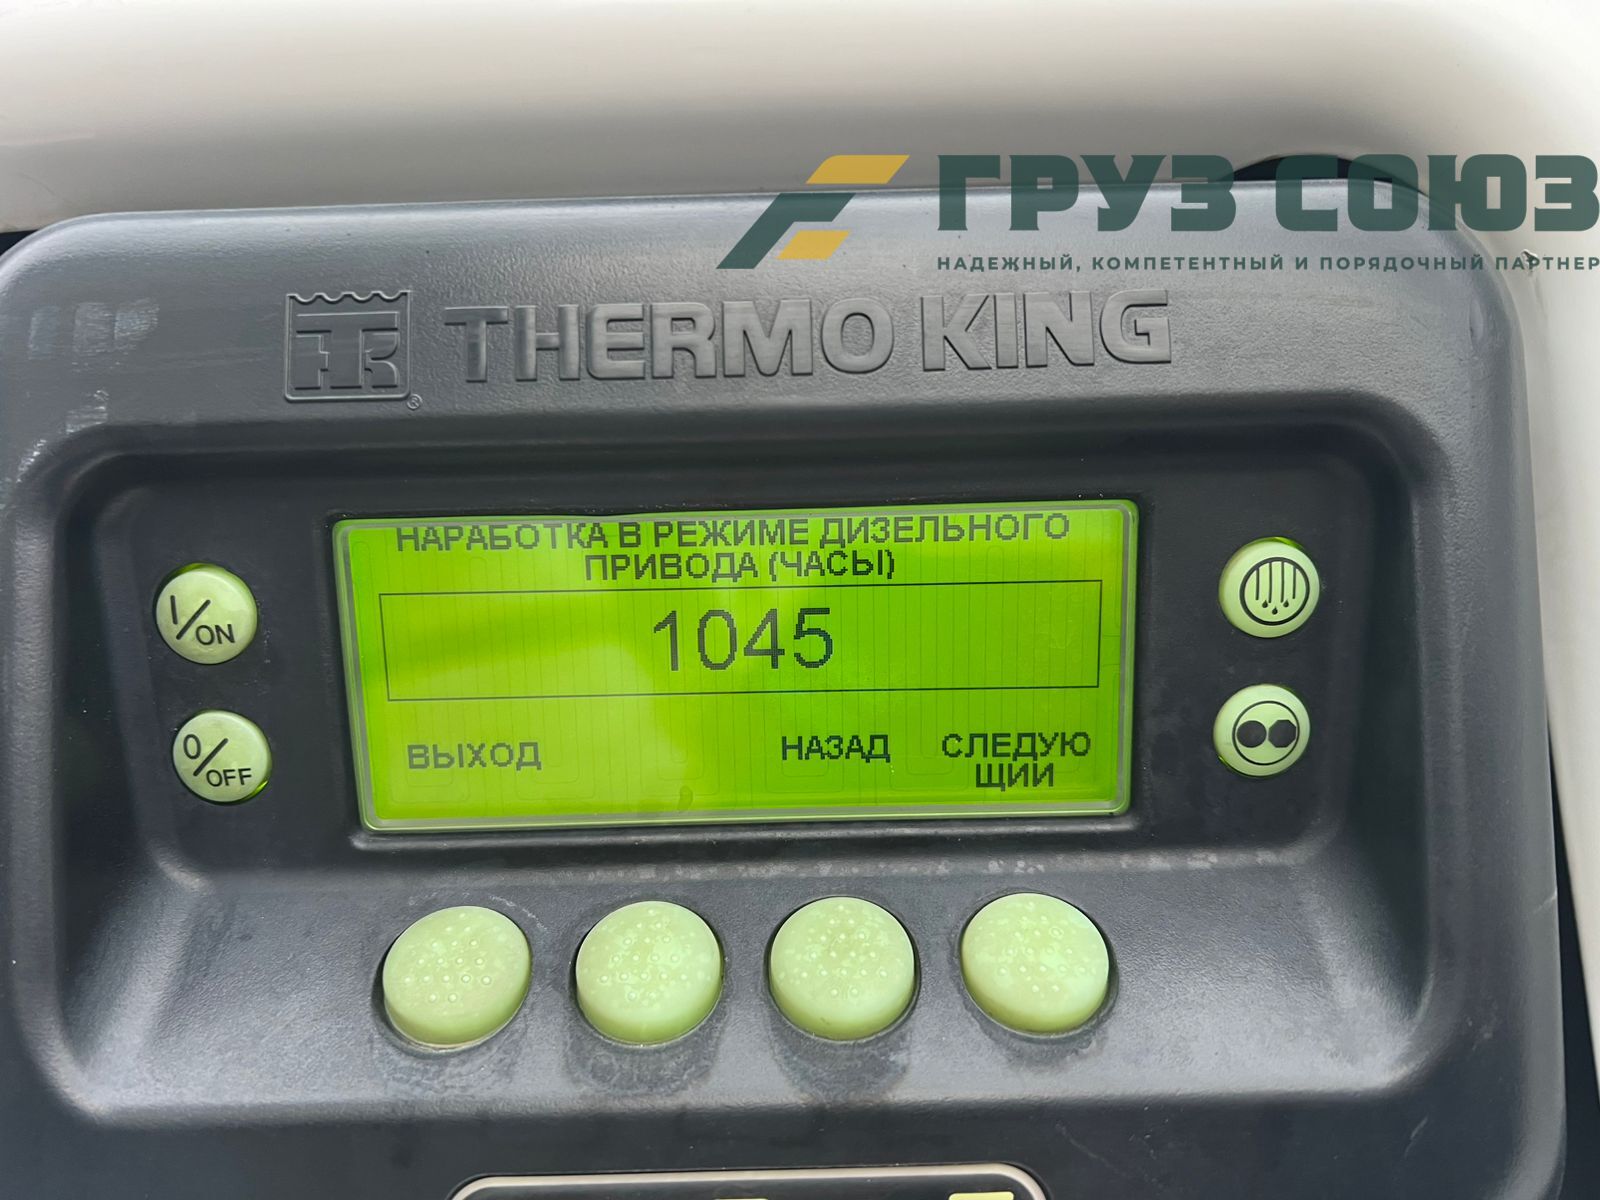 ГРУЗ СОЮЗ
НАДЕЖНЫЙ, КОМПЕТЕНТНЫЙ И ПОРЯДОЧНЫЙ ПАРТНЕР
TK THERMO KING
НАРАБОТКА В РЕЖИМЕ ДИЗЕЛЬНОГО
ПРИВОДА (ЧАСЫ)
1045
ВЫХОД НАЗАД СЛЕДУЮ
ЩИИ
I/ON
0/OFF